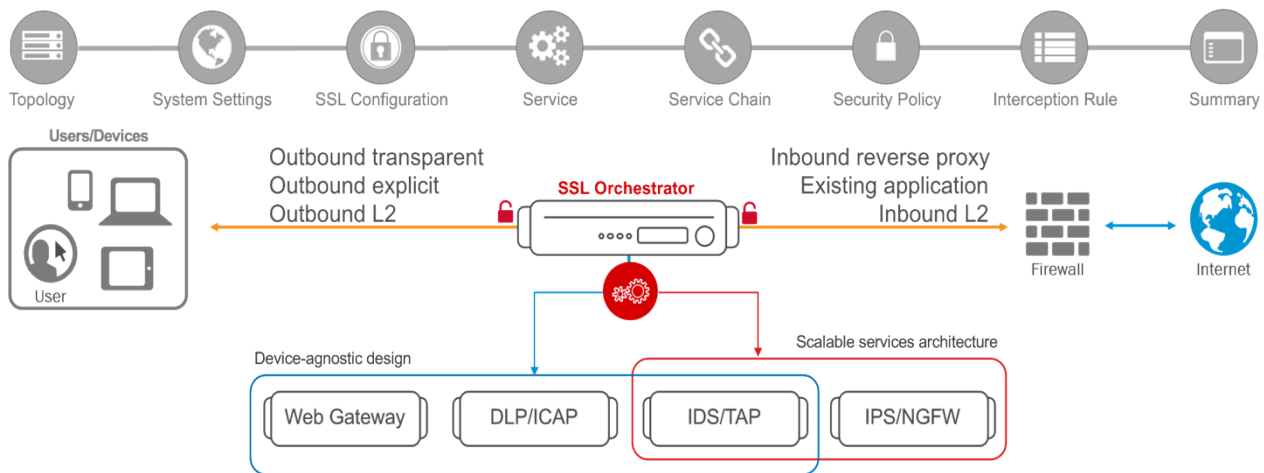 Topology
System Settings
SSL Configuration
Service
Service Chain
Security Policy
Interception Rule
Summary
Users/Devices
User
Outbound transparent
Outbound explicit
Outbound L2
SSL Orchestrator
Inbound reverse proxy
Existing application
Inbound L2
Firewall
Internet
Device-agnostic design
Scalable services architecture
Web Gateway
DLP/ICAP
IDS/TAP
IPS/NGFW